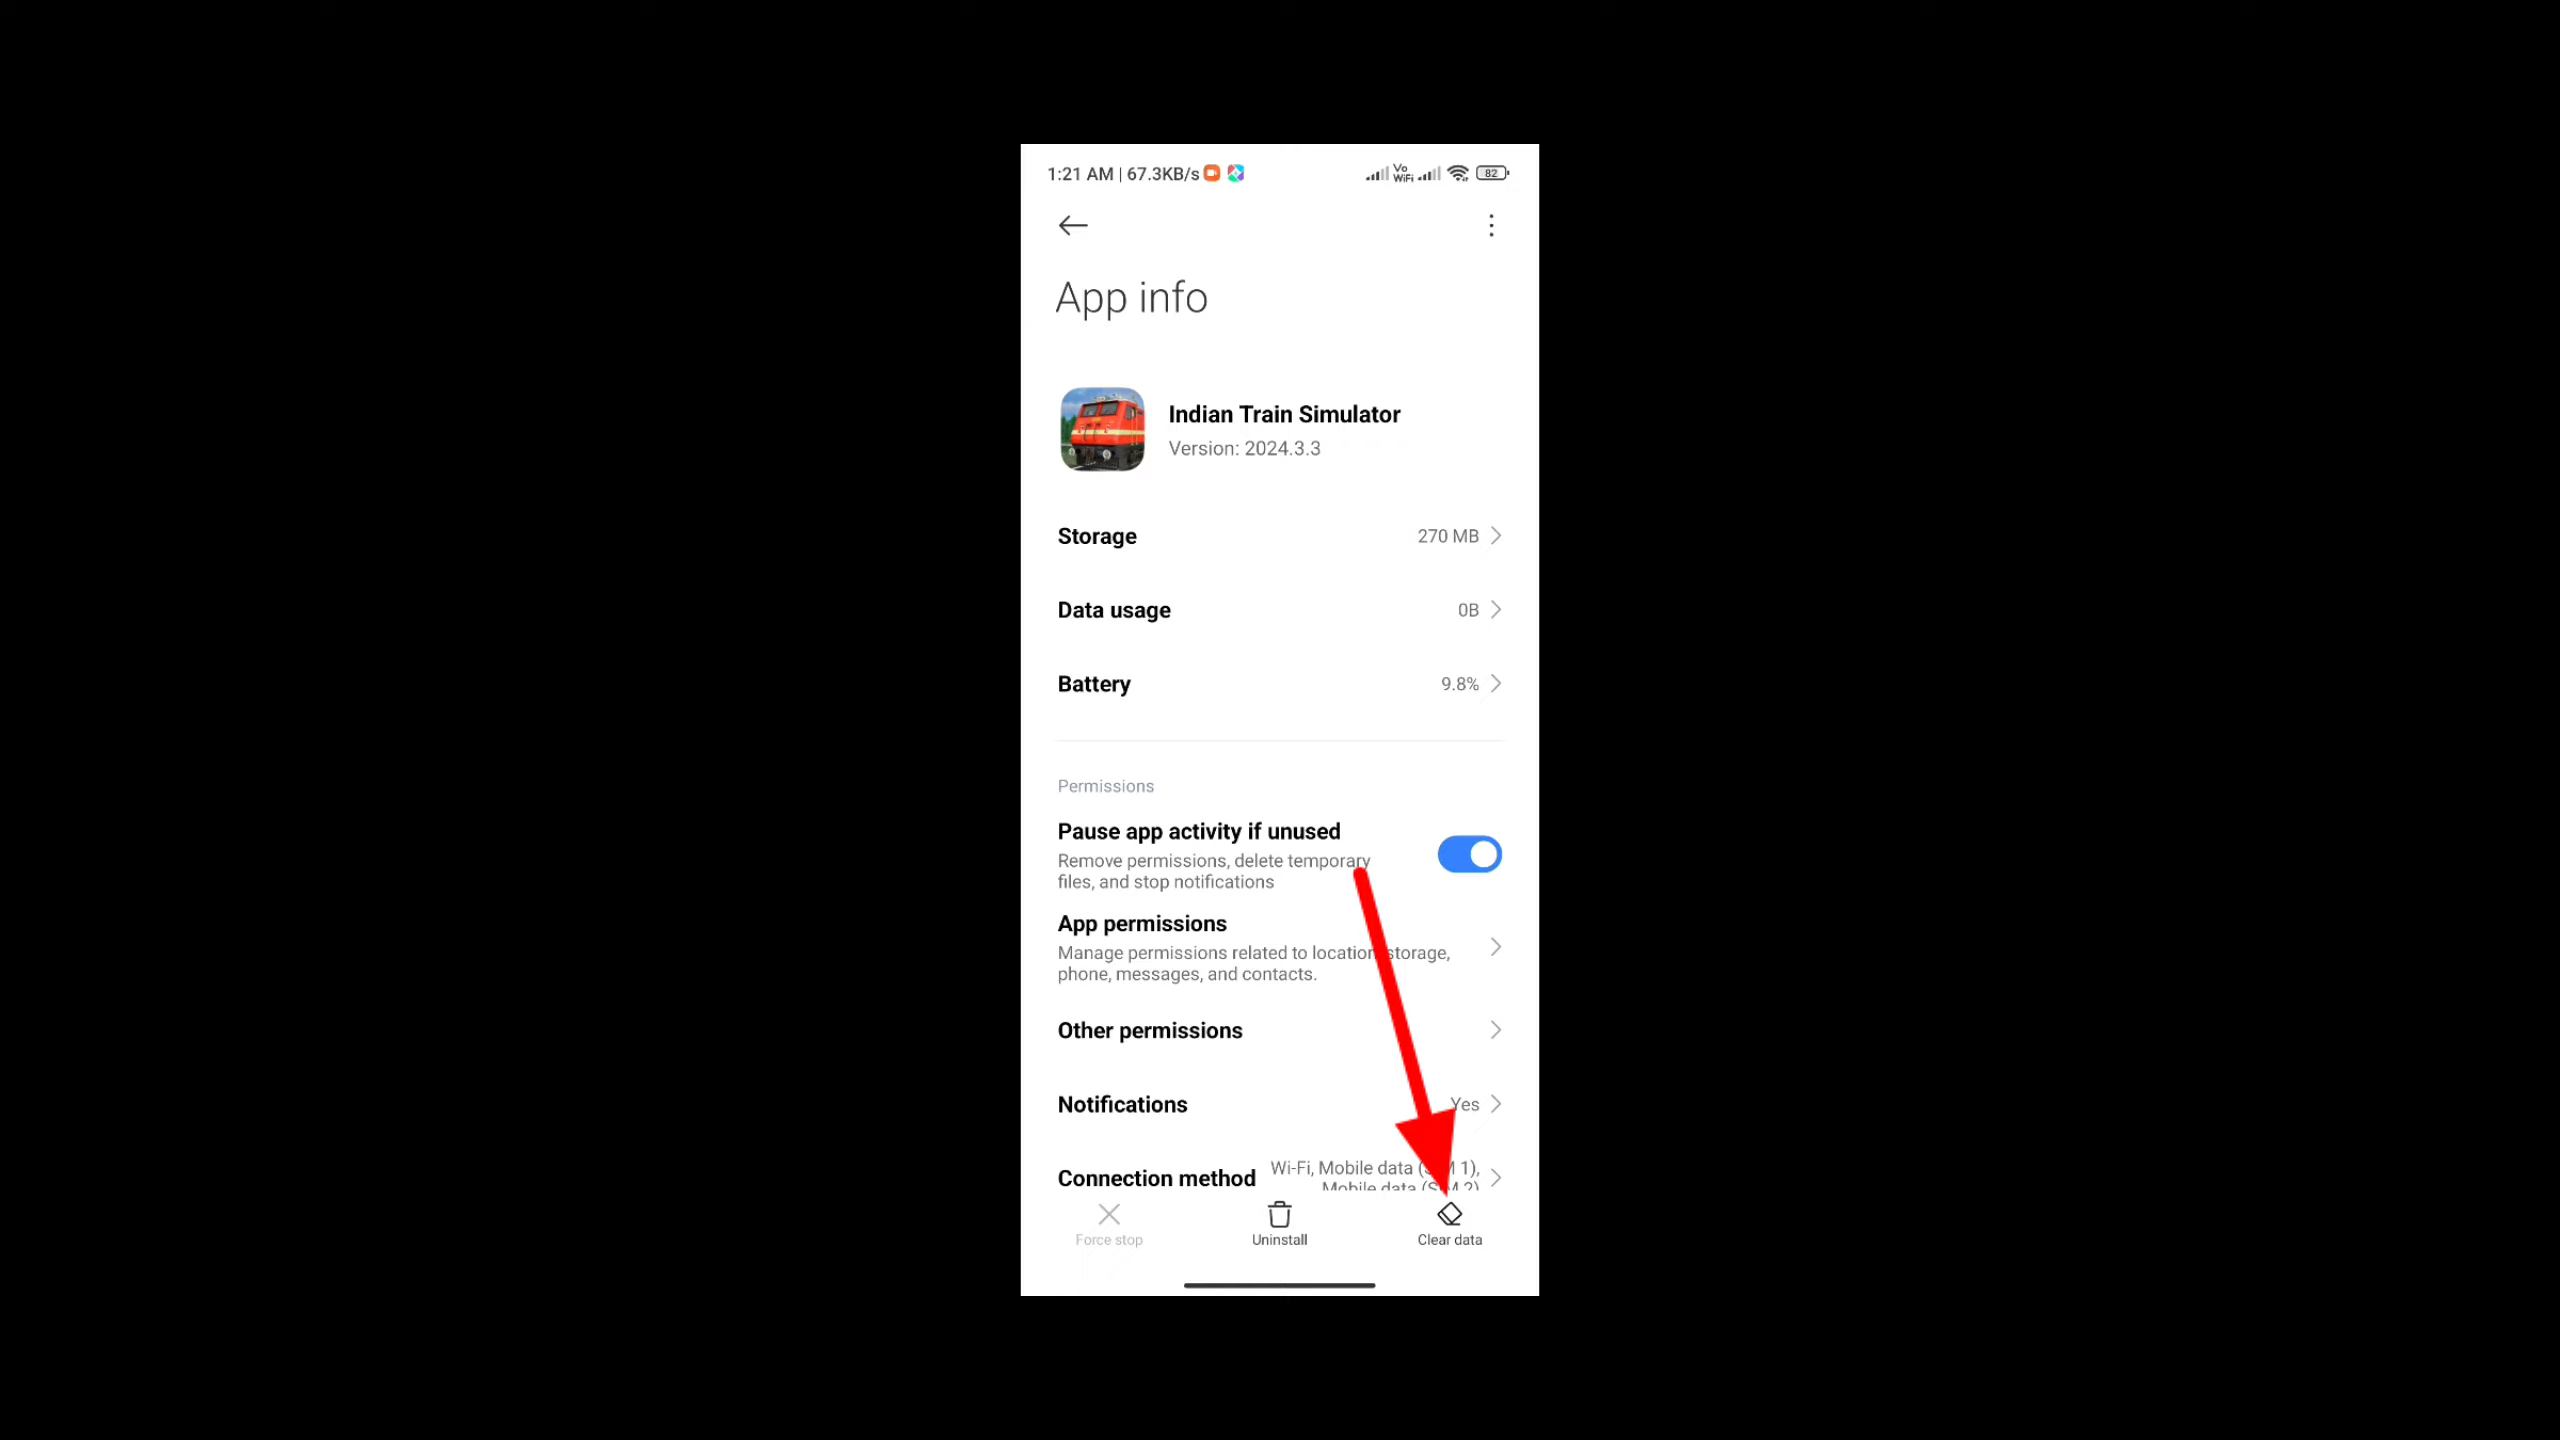 1:21 AM | 67.3KB/s Vo WiFi 82
App info
Indian Train Simulator
Version: 2024.3.3
Storage 270 MB
Data usage 0B
Battery 9.8%
Permissions
Pause app activity if unused
Remove permissions, delete temporary
files, and stop notifications
App permissions
Manage permissions related to location, storage,
phone, messages, and contacts.
Other permissions
Notifications Yes
Connection method Wi-Fi, Mobile data (SIM 1),
Mobile data (SIM 2)
Force stop Uninstall Clear data